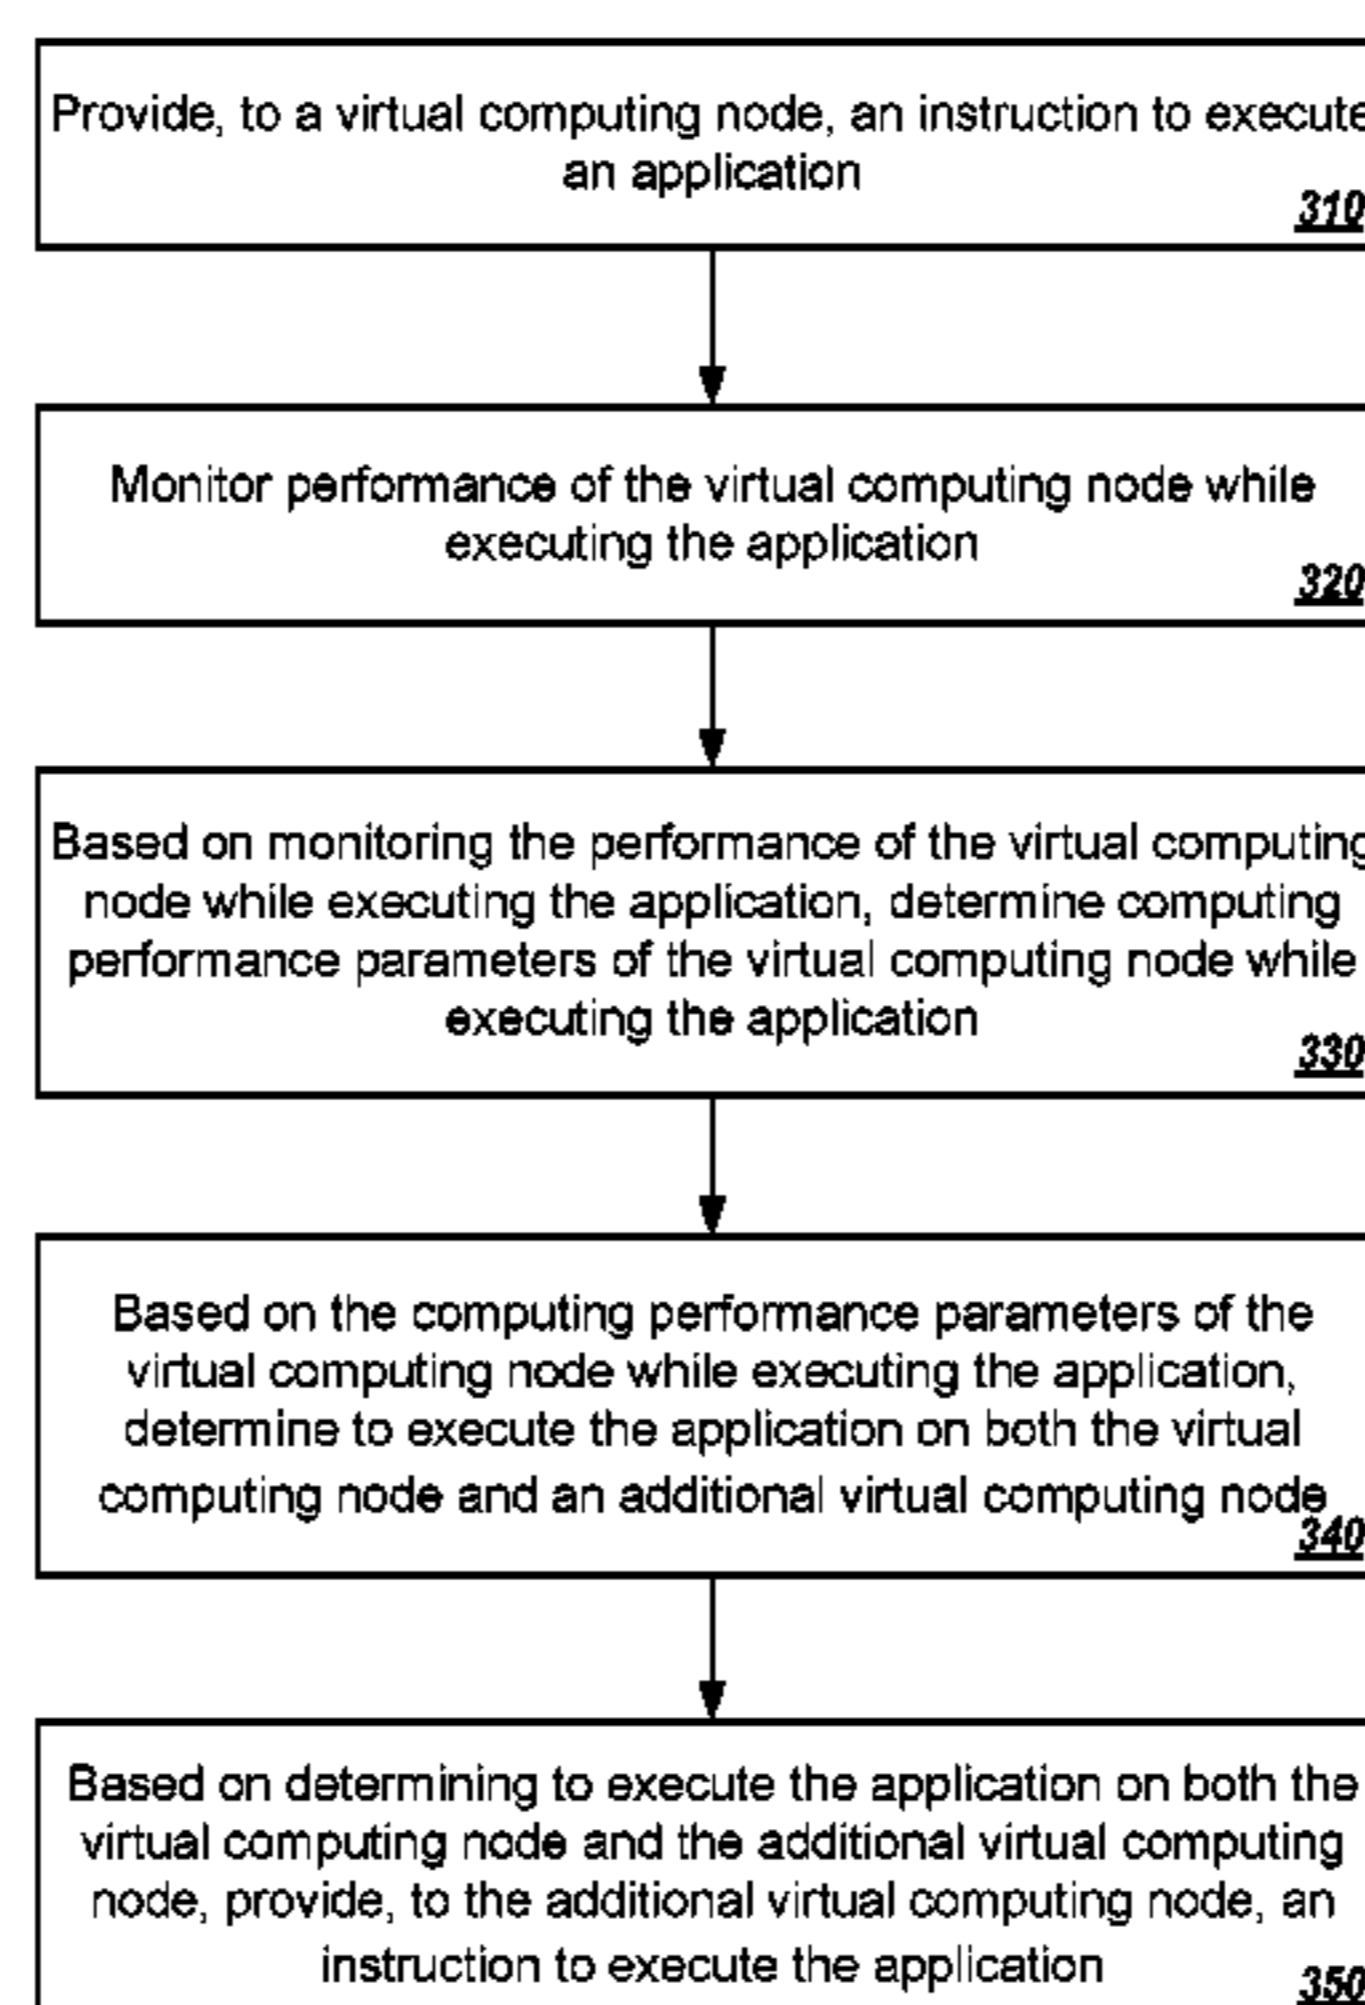 Provide, to a virtual computing node, an instruction to execute
an application
310
Monitor performance of the virtual computing node while
executing the application
320
Based on monitoring the performance of the virtual computing
node while executing the application, determine computing
performance parameters of the virtual computing node while
executing the application
330
Based on the computing performance parameters of the
virtual computing node while executing the application,
determine to execute the application on both the virtual
computing node and an additional virtual computing node
340
Based on determining to execute the application on both the
virtual computing node and the additional virtual computing
node, provide, to the additional virtual computing node, an
instruction to execute the application
350